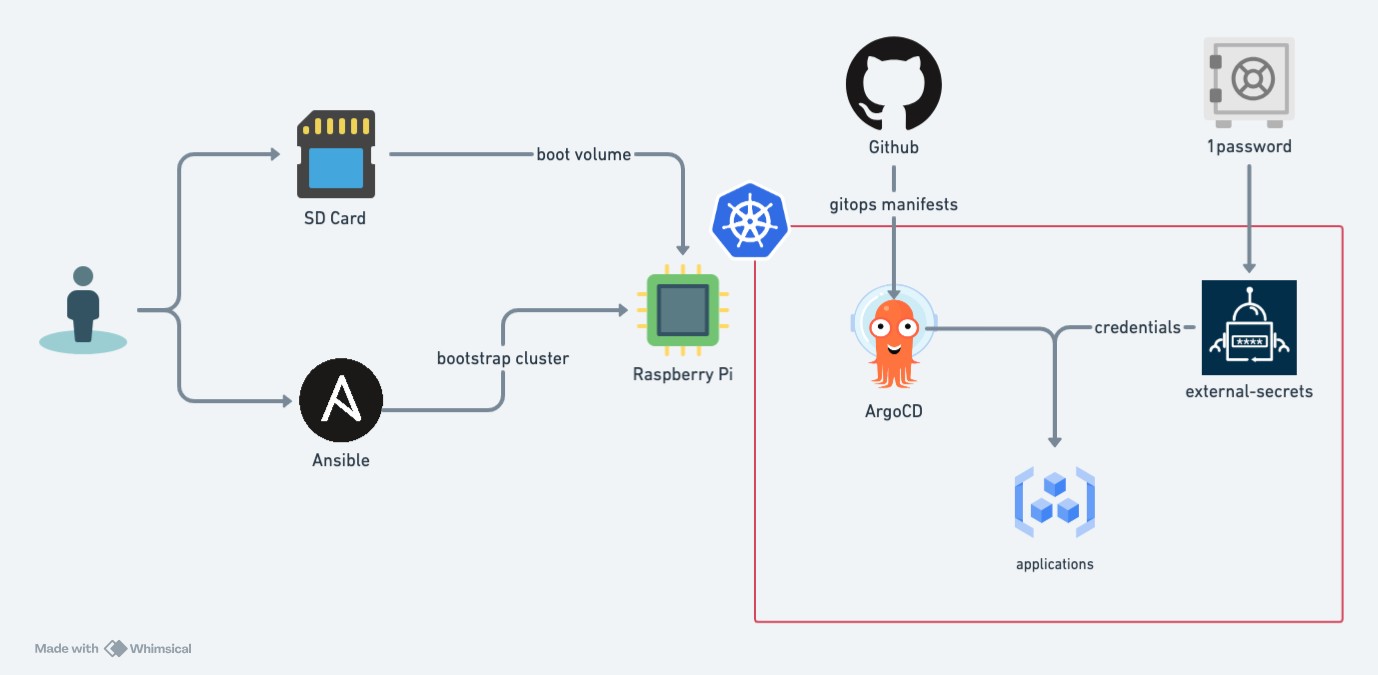 Github
1password
boot volume
gitops manifests
SD Card
credentials
****
bootstrap cluster
Raspberry Pi
external-secrets
ArgoCD
Ansible
applications
Made with Whimsical